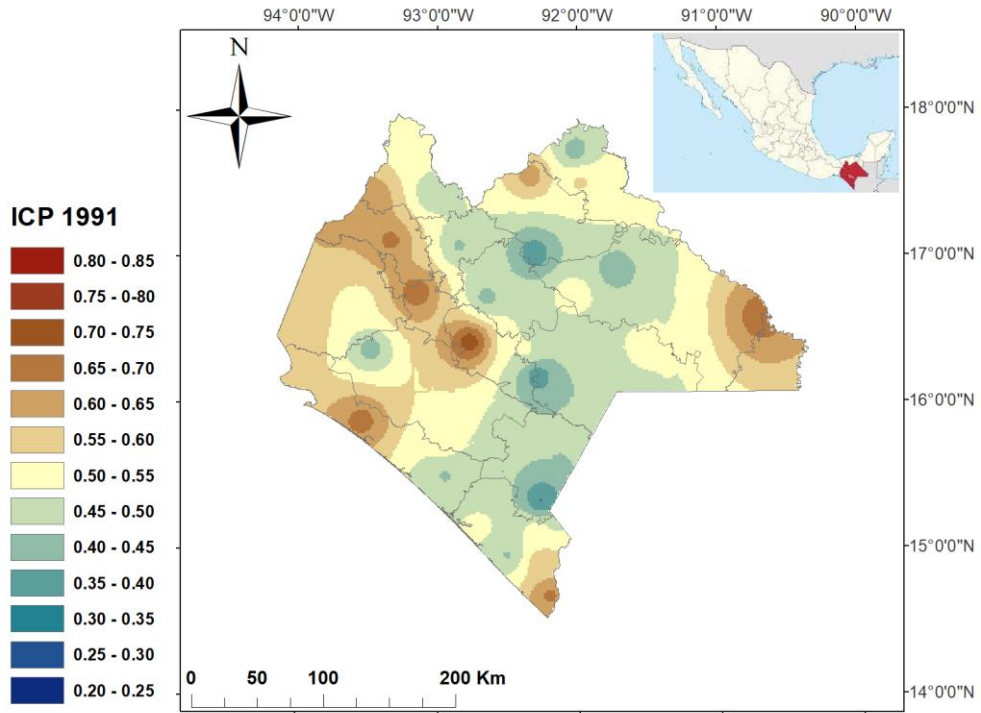 94°0'0"W 93°0'0"W 92°0'0"W 91°0'0"W 90°0'0"W
N
18°0'0"N
ICP 1991
0.80 - 0.85
0.75 - 0-80
0.70 - 0.75
0.65 - 0.70
0.60 - 0.65
0.55 - 0.60
0.50 - 0.55
0.45 - 0.50
0.40 - 0.45
0.35 - 0.40
0.30 - 0.35
0.25 - 0.30
0.20 - 0.25
17°0'0"N
16°0'0"N
15°0'0"N
14°0'0"N
0 50 100 200 Km